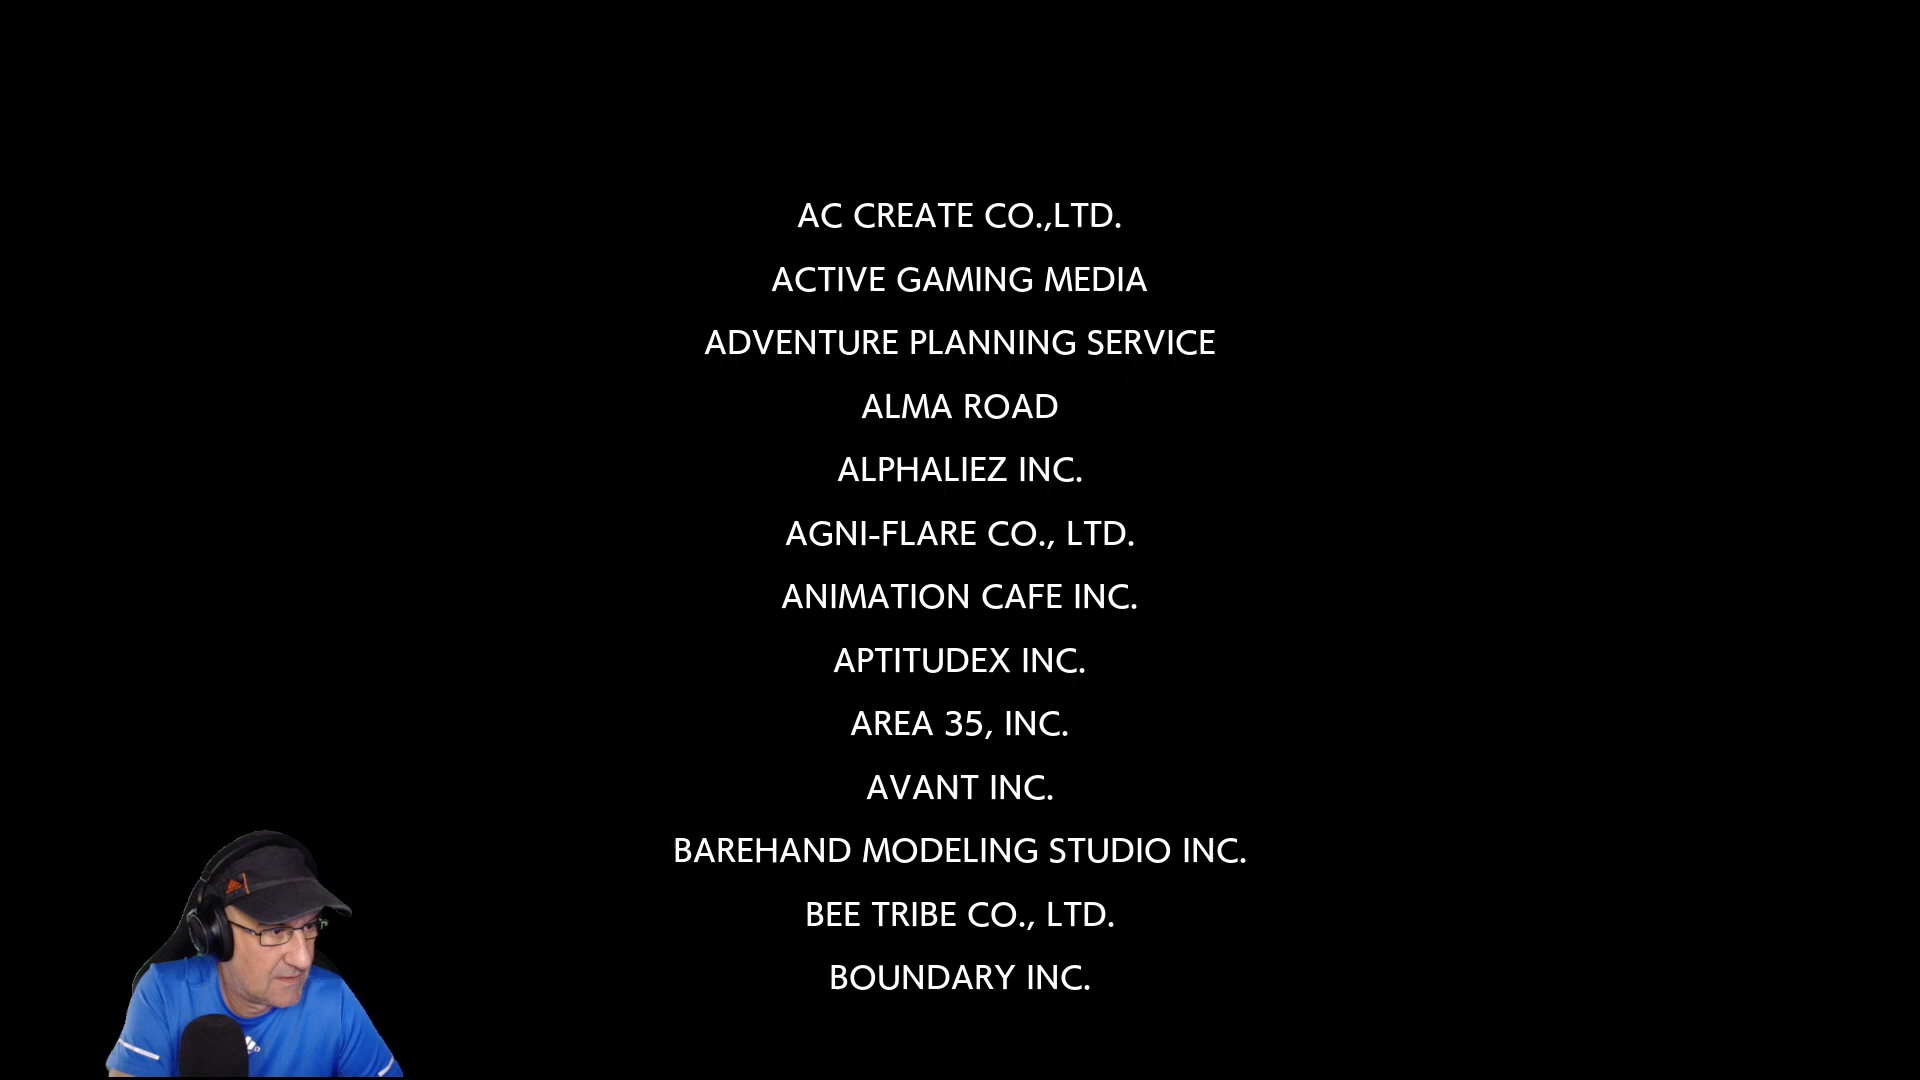 AC CREATE CO.,LTD.
ACTIVE GAMING MEDIA
ADVENTURE PLANNING SERVICE
ALMA ROAD
ALPHALIEZ INC.
AGNI-FLARE CO., LTD.
ANIMATION CAFE INC.
APTITUDEX INC.
AREA 35, INC.
AVANT INC.
BAREHAND MODELING STUDIO INC.
BEE TRIBE CO., LTD.
BOUNDARY INC.